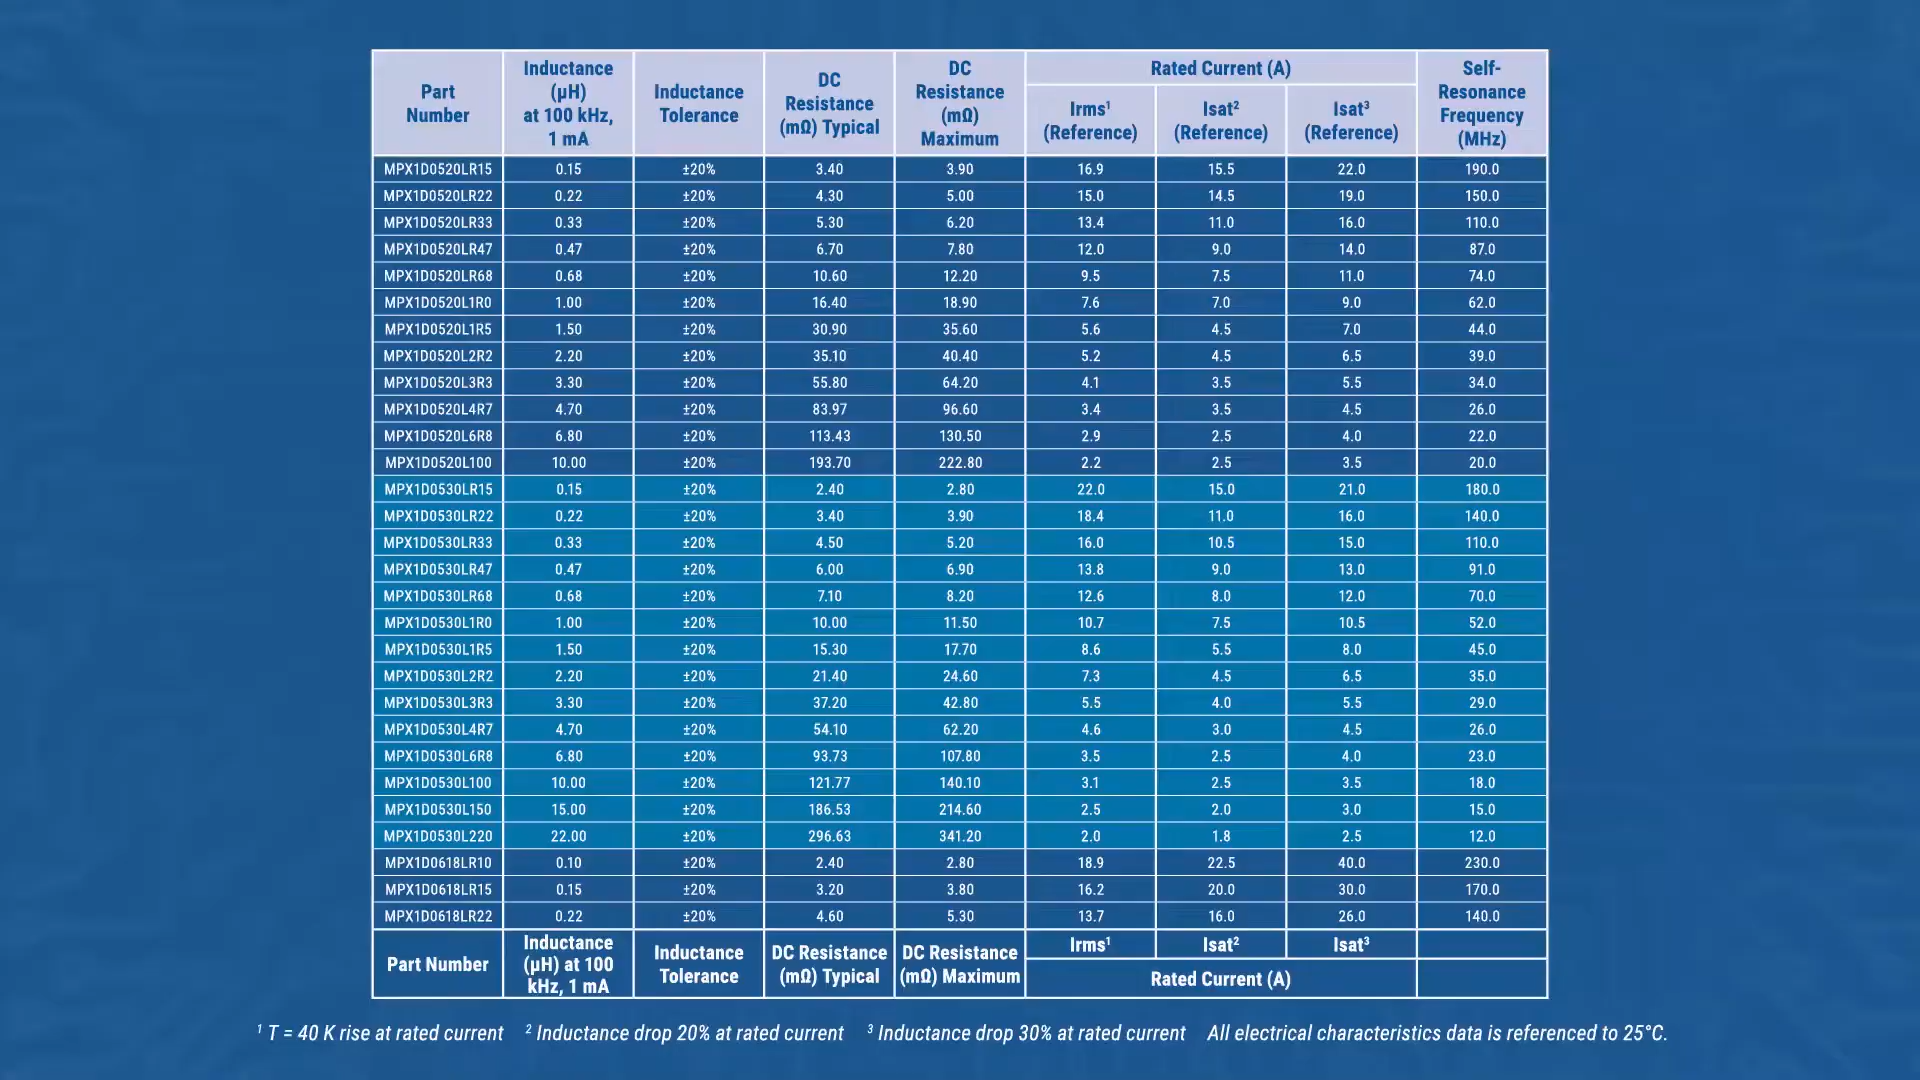 Part Number
Inductance (µH) at 100 kHz, 1 mA
Inductance Tolerance
DC Resistance (mΩ) Typical
DC Resistance (mΩ) Maximum
Rated Current (A)
Irms¹ (Reference)
Isat² (Reference)
Isat³ (Reference)
Self-Resonance Frequency (MHz)
MPX1D0520LR15 0.15 ±20% 3.40 3.90 16.9 15.5 22.0 190.0
MPX1D0520LR22 0.22 ±20% 4.30 5.00 15.0 14.5 19.0 150.0
MPX1D0520LR33 0.33 ±20% 5.30 6.20 13.4 11.0 16.0 110.0
MPX1D0520LR47 0.47 ±20% 6.70 7.80 12.0 9.0 14.0 87.0
MPX1D0520LR68 0.68 ±20% 10.60 12.20 9.5 7.5 11.0 74.0
MPX1D0520L1R0 1.00 ±20% 16.40 18.90 7.6 7.0 9.0 62.0
MPX1D0520L1R5 1.50 ±20% 30.90 35.60 5.6 4.5 7.0 44.0
MPX1D0520L2R2 2.20 ±20% 35.10 40.40 5.2 4.5 6.5 39.0
MPX1D0520L3R3 3.30 ±20% 55.80 64.20 4.1 3.5 5.5 34.0
MPX1D0520L4R7 4.70 ±20% 83.97 96.60 3.4 3.5 4.5 26.0
MPX1D0520L6R8 6.80 ±20% 113.43 130.50 2.9 2.5 4.0 22.0
MPX1D0520L100 10.00 ±20% 193.70 222.80 2.2 2.5 3.5 20.0
MPX1D0530LR15 0.15 ±20% 2.40 2.80 22.0 15.0 21.0 180.0
MPX1D0530LR22 0.22 ±20% 3.40 3.90 18.4 11.0 16.0 140.0
MPX1D0530LR33 0.33 ±20% 4.50 5.20 16.0 10.5 15.0 110.0
MPX1D0530LR47 0.47 ±20% 6.00 6.90 13.8 9.0 13.0 91.0
MPX1D0530LR68 0.68 ±20% 7.10 8.20 12.6 8.0 12.0 70.0
MPX1D0530L1R0 1.00 ±20% 10.00 11.50 10.7 7.5 10.5 52.0
MPX1D0530L1R5 1.50 ±20% 15.30 17.70 8.6 5.5 8.0 45.0
MPX1D0530L2R2 2.20 ±20% 21.40 24.60 7.3 4.5 6.5 35.0
MPX1D0530L3R3 3.30 ±20% 37.20 42.80 5.5 4.0 5.5 29.0
MPX1D0530L4R7 4.70 ±20% 54.10 62.20 4.6 3.0 4.5 26.0
MPX1D0530L6R8 6.80 ±20% 93.73 107.80 3.5 2.5 4.0 23.0
MPX1D0530L100 10.00 ±20% 121.77 140.10 3.1 2.5 3.5 18.0
MPX1D0530L150 15.00 ±20% 186.53 214.60 2.5 2.0 3.0 15.0
MPX1D0530L220 22.00 ±20% 296.63 341.20 2.0 1.8 2.5 12.0
MPX1D0618LR10 0.10 ±20% 2.40 2.80 18.9 22.5 40.0 230.0
MPX1D0618LR15 0.15 ±20% 3.20 3.80 16.2 20.0 30.0 170.0
MPX1D0618LR22 0.22 ±20% 4.60 5.30 13.7 16.0 26.0 140.0
Part Number
Inductance (µH) at 100 kHz, 1 mA
Inductance Tolerance
DC Resistance (mΩ) Typical
DC Resistance (mΩ) Maximum
Irms¹ Isat² Isat³
Rated Current (A)
¹ T = 40 K rise at rated current ² Inductance drop 20% at rated current ³ Inductance drop 30% at rated current All electrical characteristics data is referenced to 25°C.